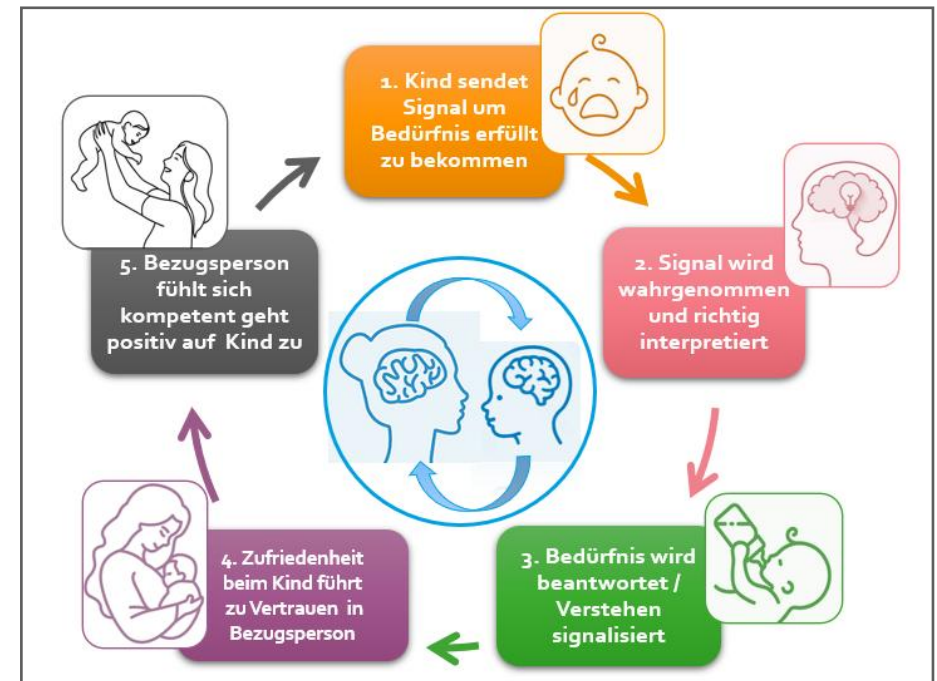 1. Kind sendet
Signal um
Bedürfnis erfüllt
zu bekommen
2. Signal wird
wahrgenommen
und richtig
interpretiert
3. Bedürfnis wird
beantwortet /
Verstehen
signalisiert
4. Zufriedenheit
beim Kind führt
zu Vertrauen in
Bezugsperson
5. Bezugsperson
fühlt sich
kompetent geht
positiv auf Kind zu